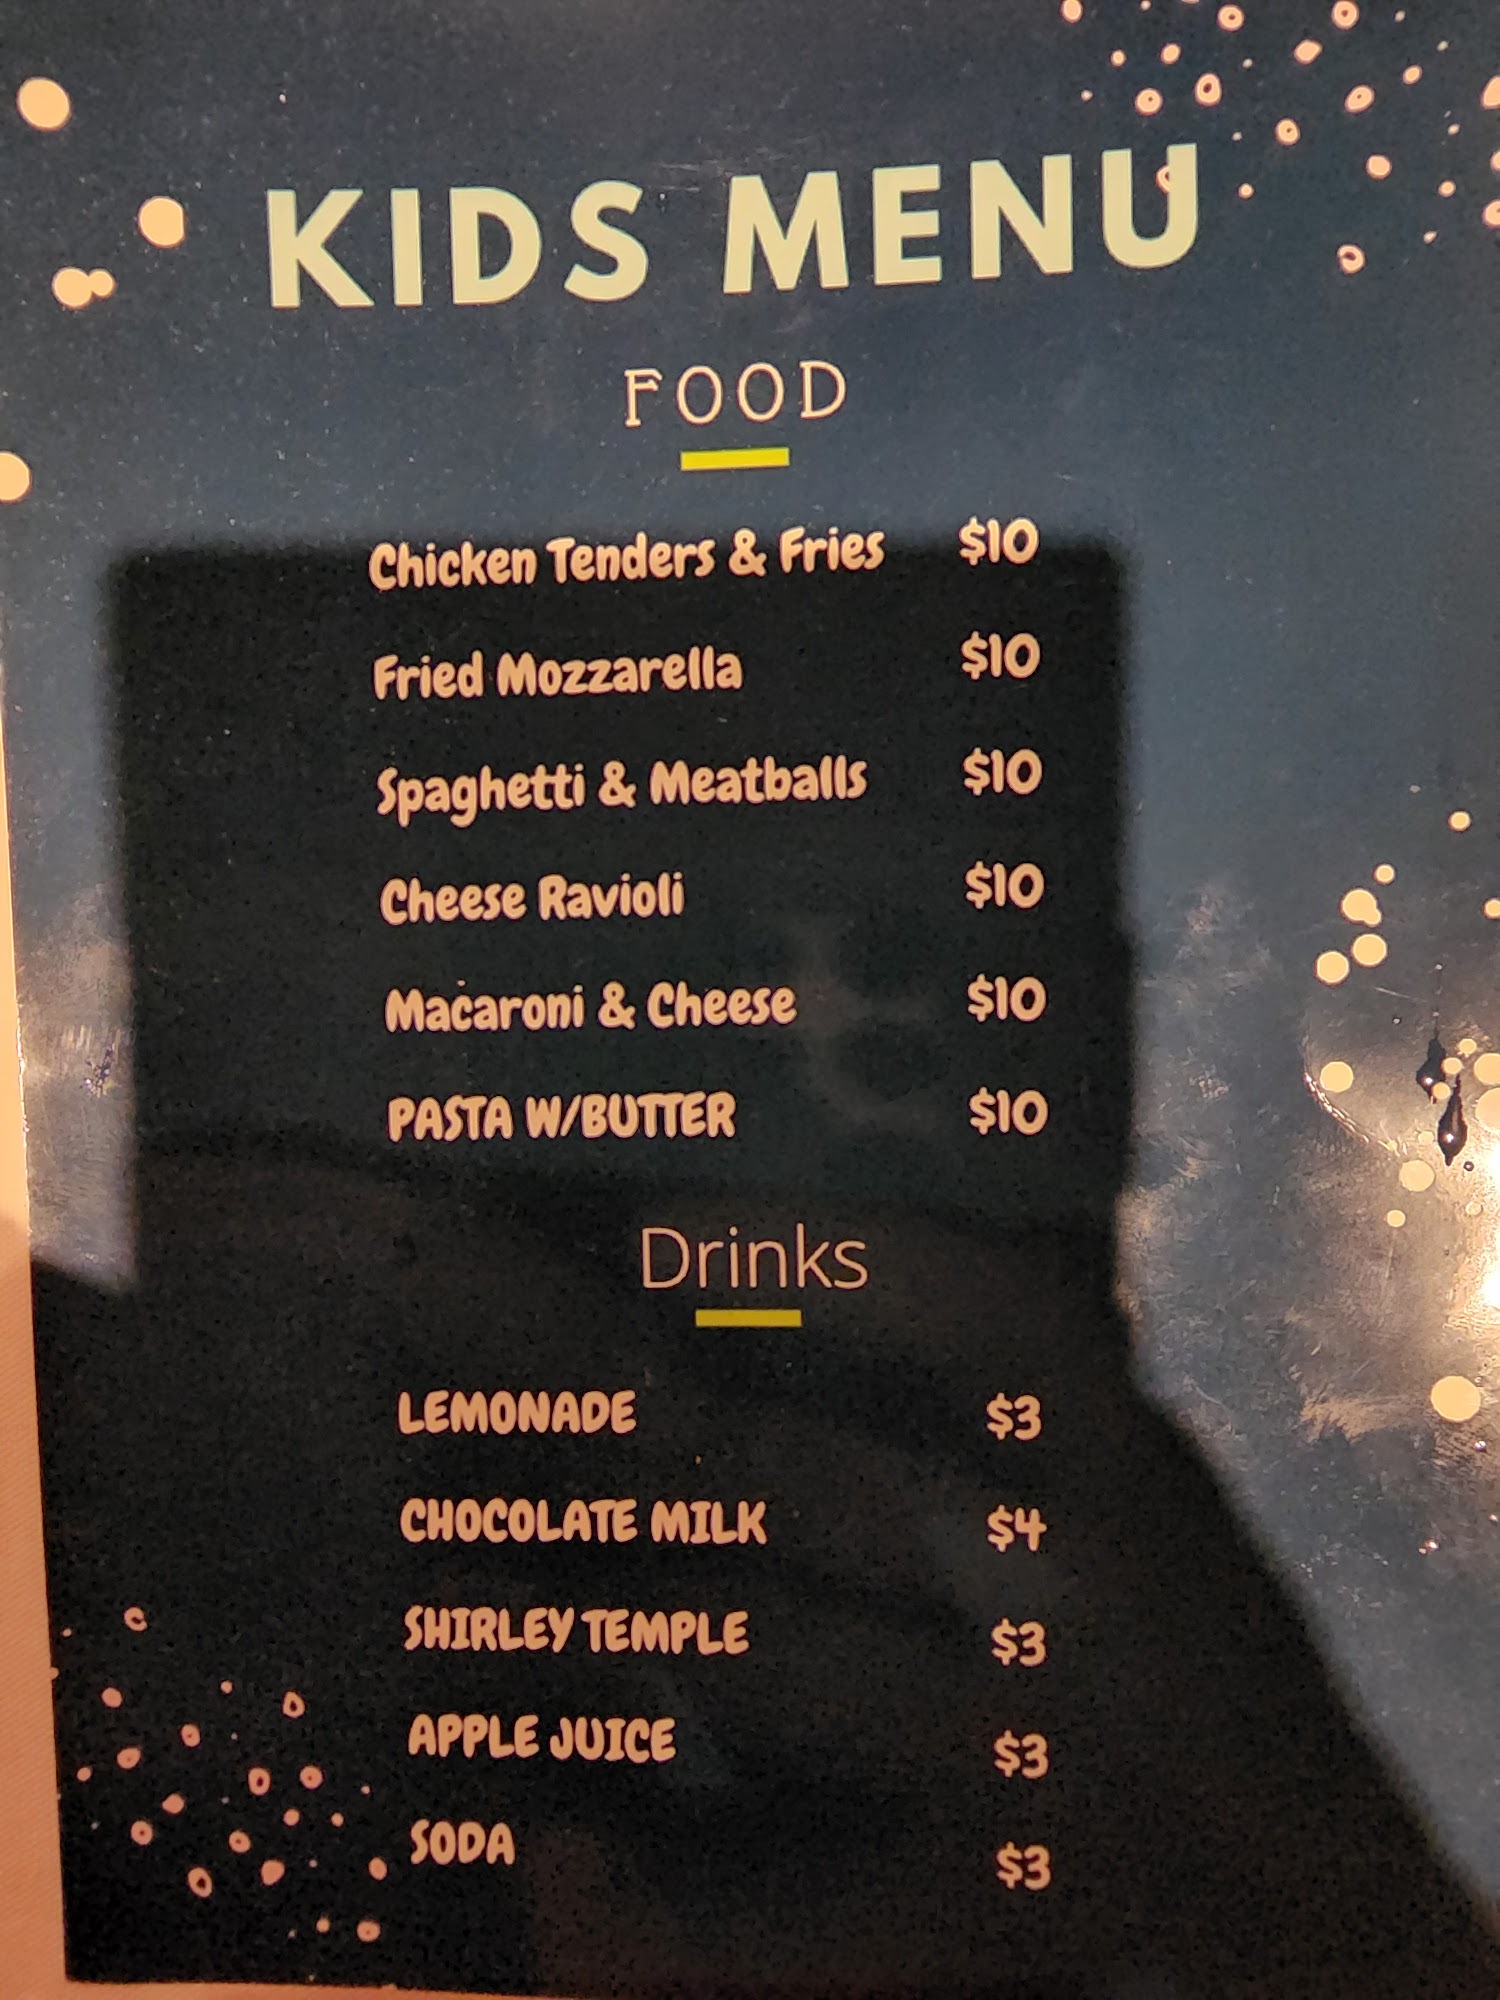 KIDS MENU
FOOD
Chicken Tenders & Fries $10
Fried Mozzarella $10
Spaghetti & Meatballs $10
Cheese Ravioli $10
Macaroni & Cheese $10
PASTA W/BUTTER $10
Drinks
LEMONADE $3
CHOCOLATE MILK $4
SHIRLEY TEMPLE $3
APPLE JUICE $3
SODA $3